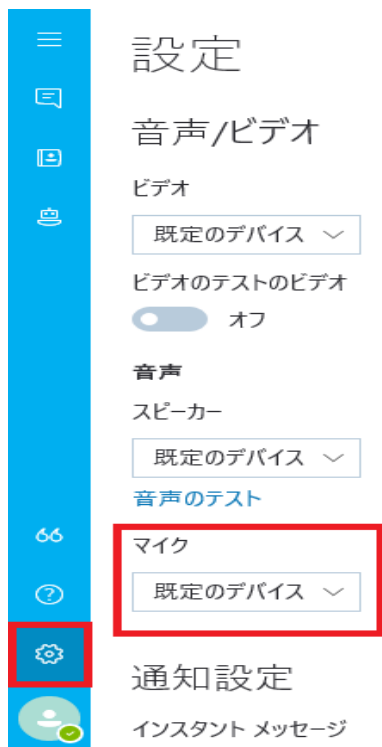 設定
音声/ビデオ
ビデオ
既定のデバイス
ビデオのテストのビデオ
オフ
音声
スピーカー
既定のデバイス
音声のテスト
マイク
既定のデバイス
通知設定
インスタント メッセージ